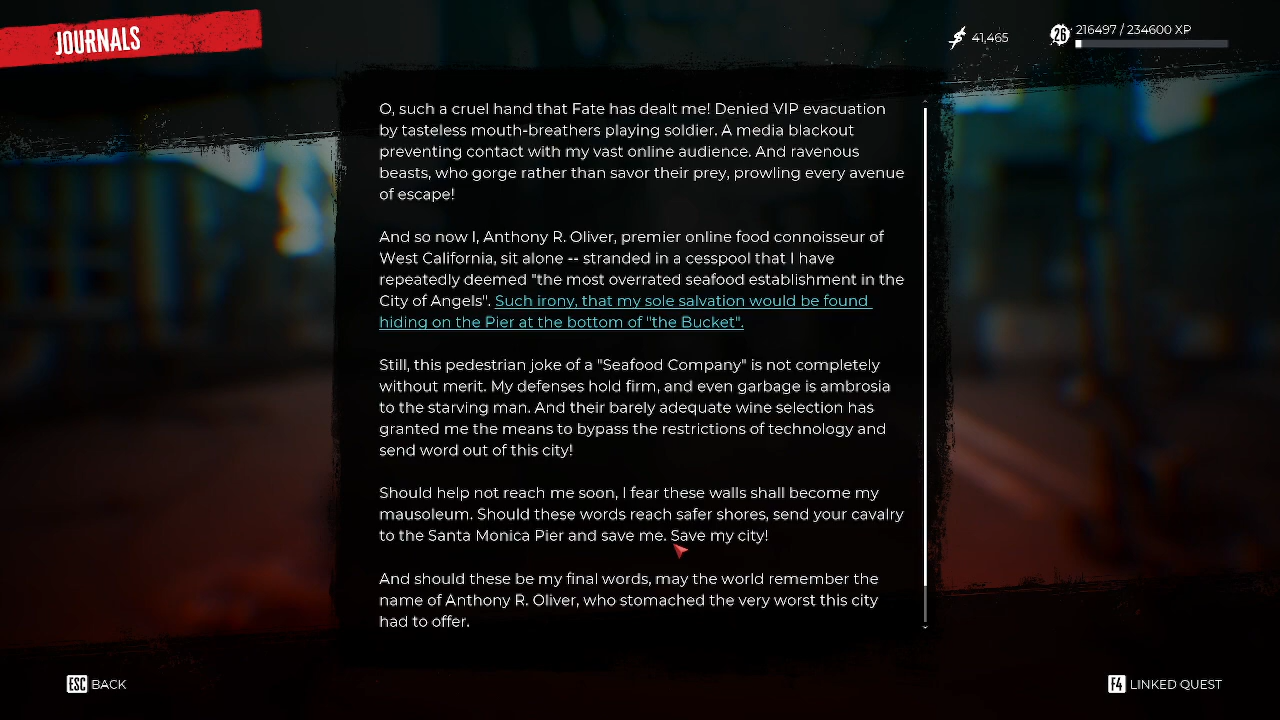 JOURNALS
41,465
26
216497 / 234600 XP
O, such a cruel hand that Fate has dealt me! Denied VIP evacuation
by tasteless mouth-breathers playing soldier. A media blackout
preventing contact with my vast online audience. And ravenous
beasts, who gorge rather than savor their prey, prowling every avenue
of escape!
And so now I, Anthony R. Oliver, premier online food connoisseur of
West California, sit alone -- stranded in a cesspool that I have
repeatedly deemed "the most overrated seafood establishment in the
City of Angels". Such irony, that my sole salvation would be found
hiding on the Pier at the bottom of "the Bucket".
Still, this pedestrian joke of a "Seafood Company" is not completely
without merit. My defenses hold firm, and even garbage is ambrosia
to the starving man. And their barely adequate wine selection has
granted me the means to bypass the restrictions of technology and
send word out of this city!
Should help not reach me soon, I fear these walls shall become my
mausoleum. Should these words reach safer shores, send your cavalry
to the Santa Monica Pier and save me. Save my city!
And should these be my final words, may the world remember the
name of Anthony R. Oliver, who stomached the very worst this city
had to offer.
ESC BACK
F4 LINKED QUEST